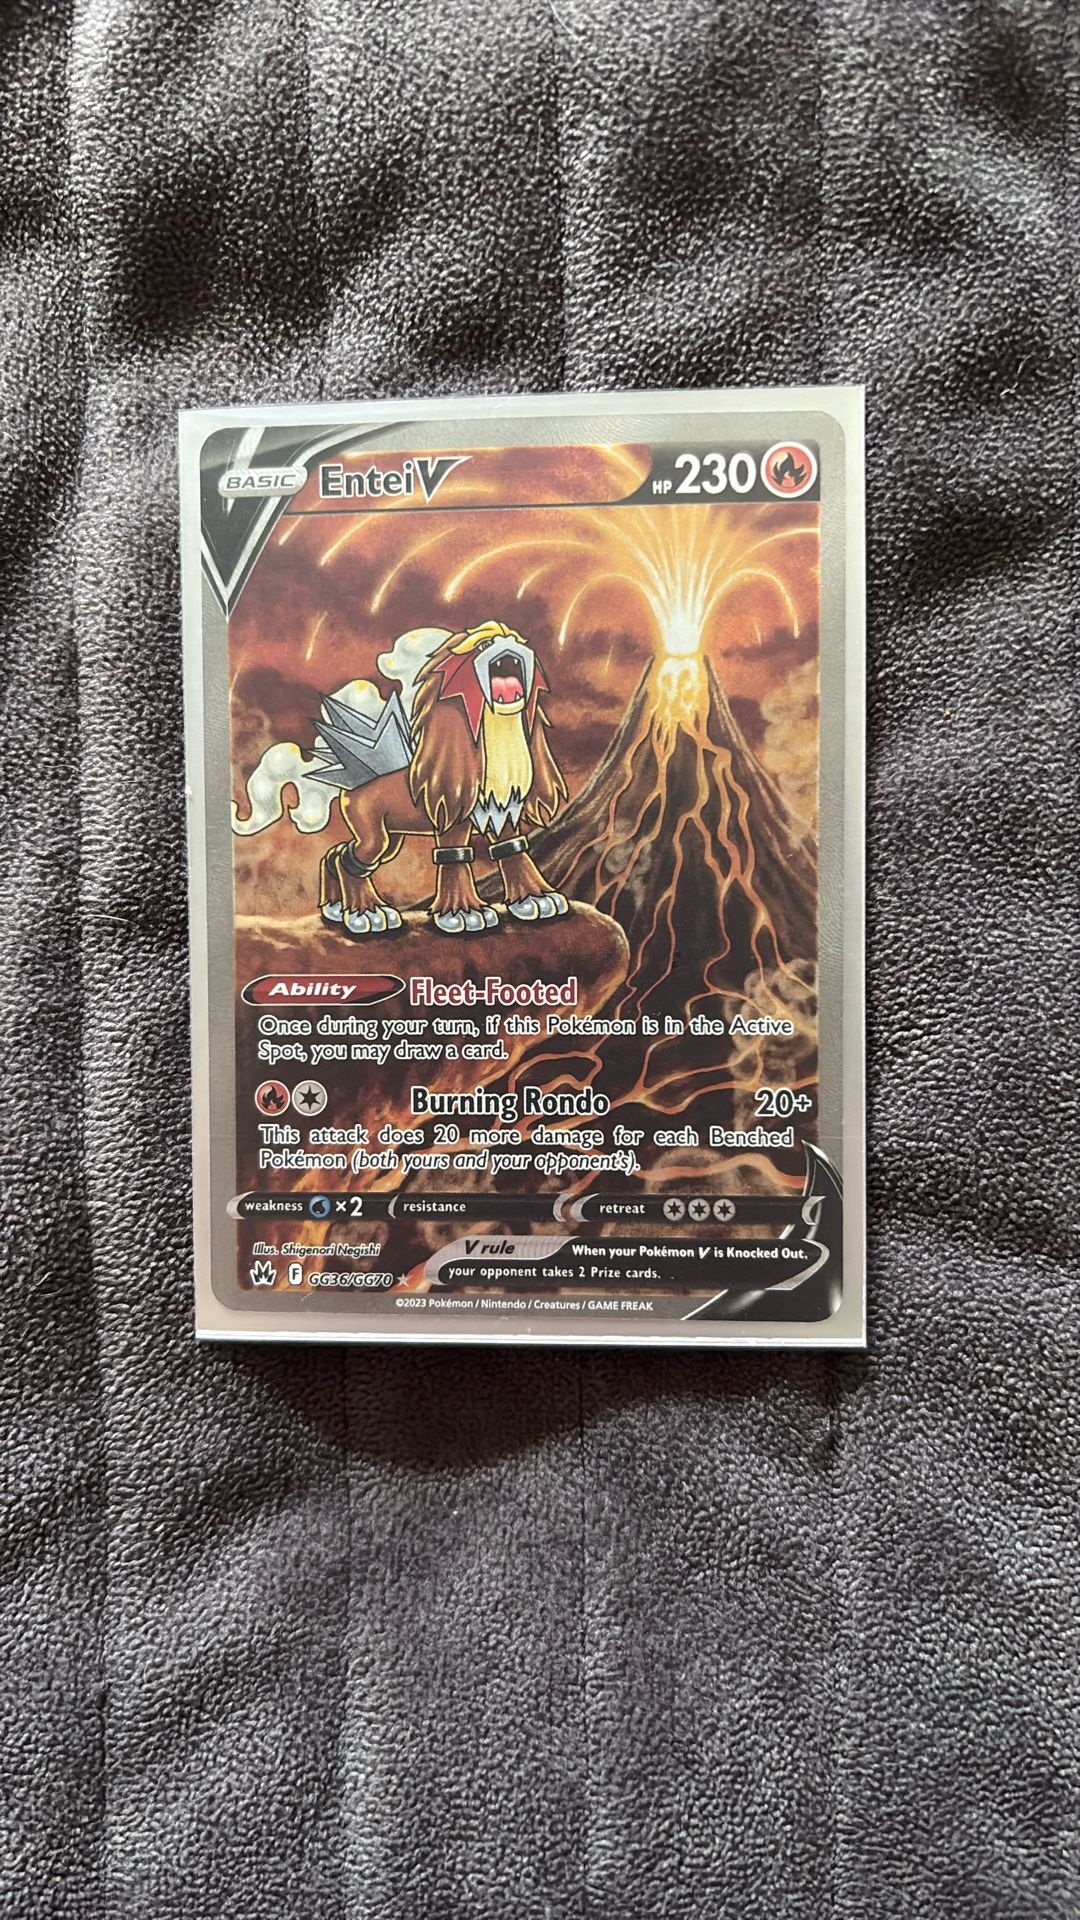 BASIC EnteiV HP 230
Ability Fleet-Footed
Once during your turn, if this Pokémon is in the Active
Spot, you may draw a card.
Burning Rondo 20+
This attack does 20 more damage for each Benched
Pokémon (both yours and your opponent's).
weakness ×2 resistance retreat
Illus. Shigenori Negishi
V rule When your Pokémon V is Knocked Out,
your opponent takes 2 Prize cards.
F GG36/GG70
©2023 Pokémon / Nintendo / Creatures / GAME FREAK